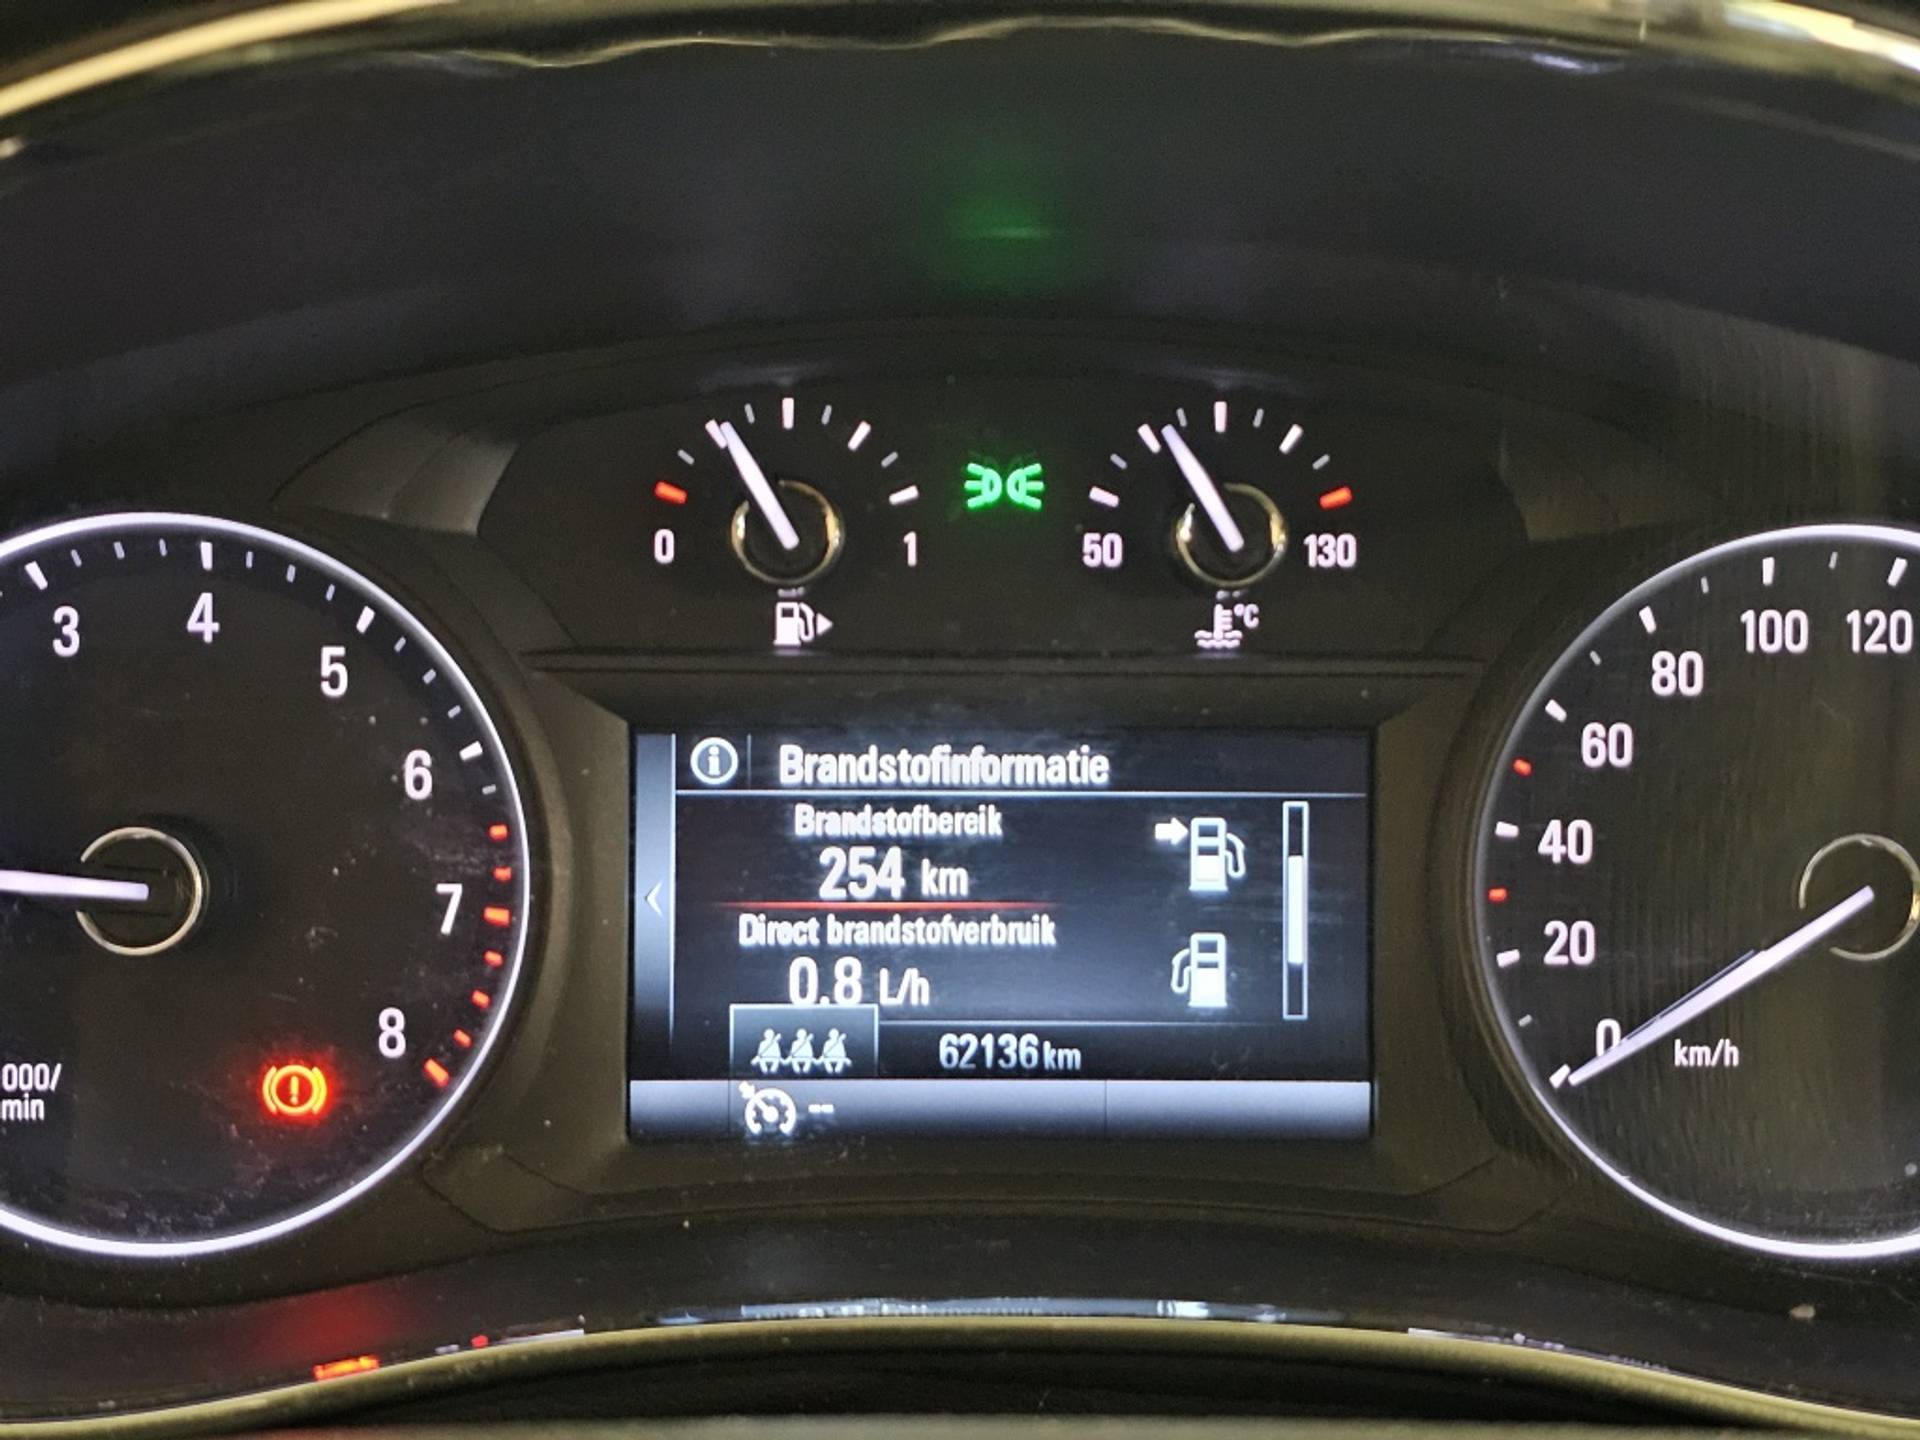 0
1
50
130
°C
3
4
5
6
7
8
000/
min
Brandstofinformatie
Brandstofbereik
254 km
Direct brandstofverbruik
0.8 L/h
62136 km
--
0
20
40
60
80
100
120
km/h